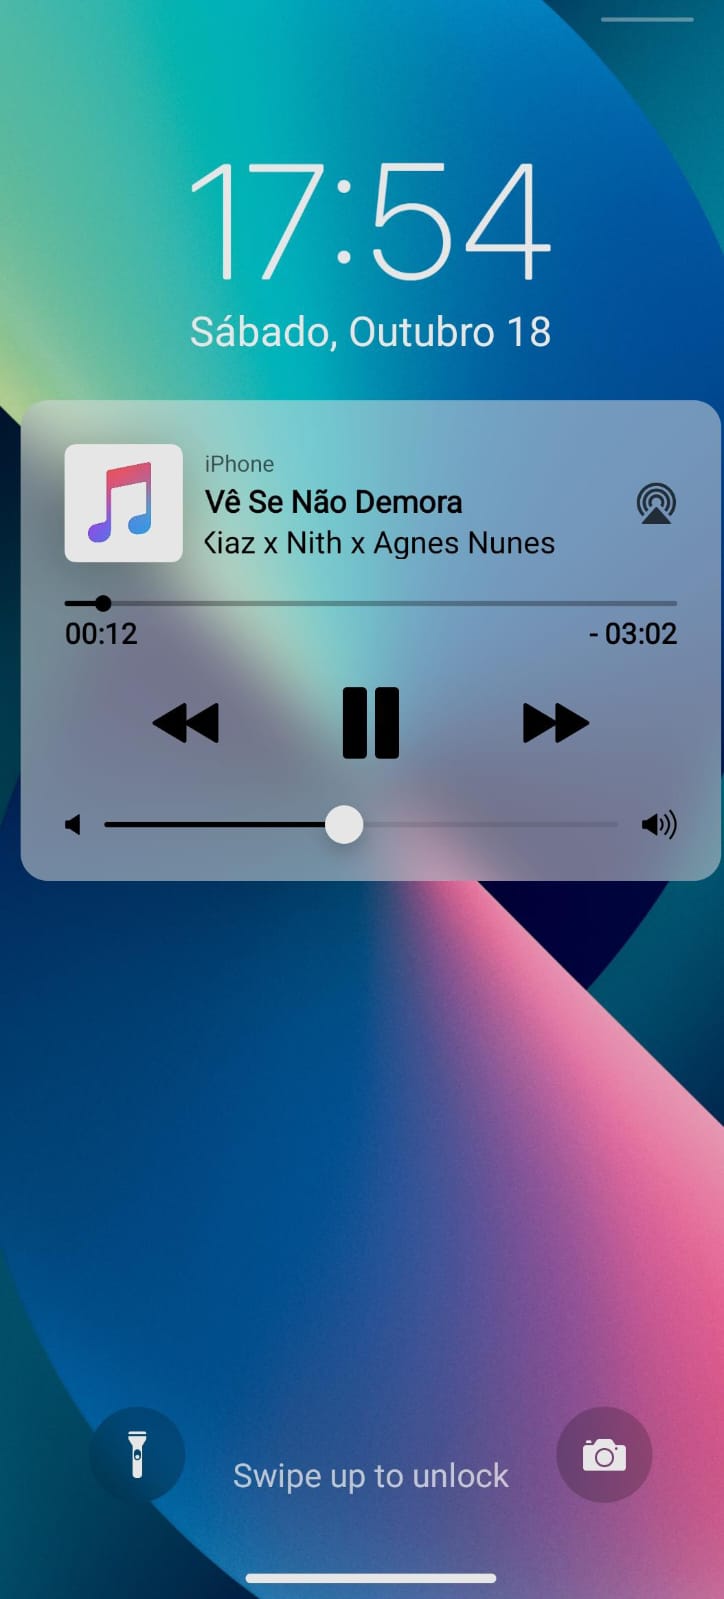 17:54
Sábado, Outubro 18
iPhone
Vê Se Não Demora
Xiaz x Nith x Agnes Nunes
00:12
- 03:02
Swipe up to unlock